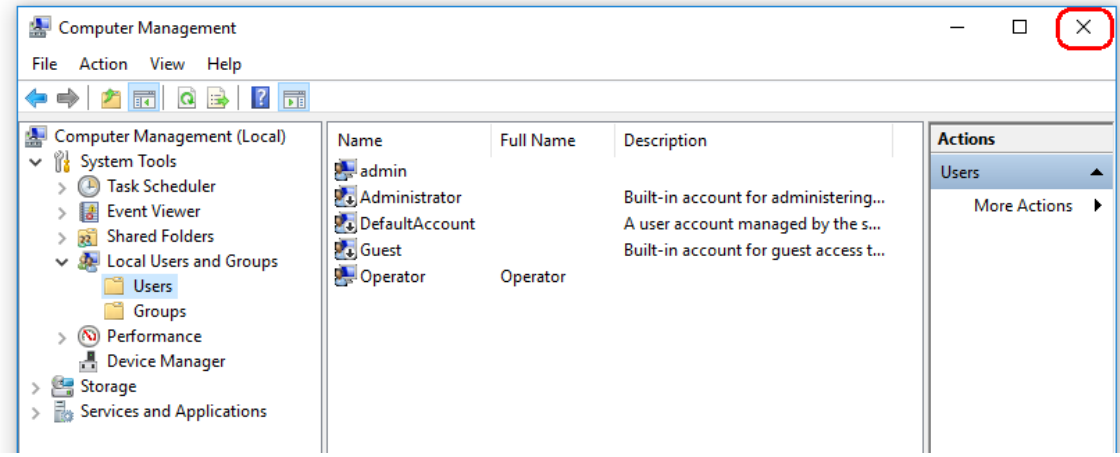 Computer Management
File Action View Help
Computer Management (Local)
System Tools
Task Scheduler
Event Viewer
Shared Folders
Local Users and Groups
Users
Groups
Performance
Device Manager
Storage
Services and Applications
Name Full Name Description
admin
Administrator Built-in account for administering...
DefaultAccount A user account managed by the s...
Guest Built-in account for guest access t...
Operator Operator
Actions
Users
More Actions